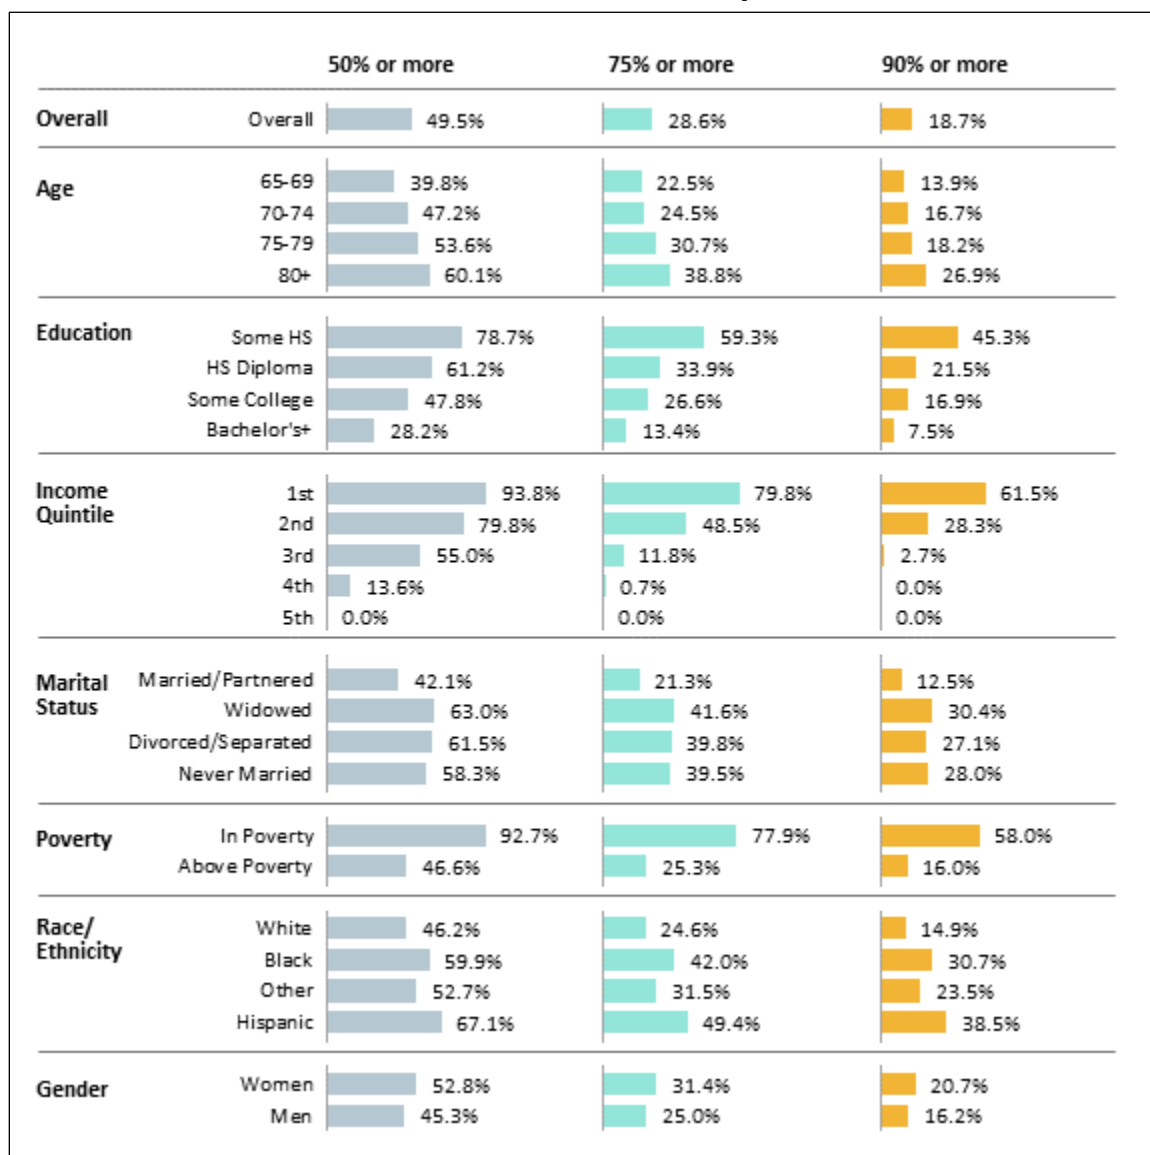 50% or more 75% or more 90% or more
Overall Overall 49.5% 28.6% 18.7%
Age 65-69 39.8% 22.5% 13.9%
70-74 47.2% 24.5% 16.7%
75-79 53.6% 30.7% 18.2%
80+ 60.1% 38.8% 26.9%
Education Some HS 78.7% 59.3% 45.3%
HS Diploma 61.2% 33.9% 21.5%
Some College 47.8% 26.6% 16.9%
Bachelor's+ 28.2% 13.4% 7.5%
Income 1st 93.8% 79.8% 61.5%
Quintile 2nd 79.8% 48.5% 28.3%
3rd 55.0% 11.8% 2.7%
4th 13.6% 0.7% 0.0%
5th 0.0% 0.0% 0.0%
Marital Married/Partnered 42.1% 21.3% 12.5%
Status Widowed 63.0% 41.6% 30.4%
Divorced/Separated 61.5% 39.8% 27.1%
Never Married 58.3% 39.5% 28.0%
Poverty In Poverty 92.7% 77.9% 58.0%
Above Poverty 46.6% 25.3% 16.0%
Race/ White 46.2% 24.6% 14.9%
Ethnicity Black 59.9% 42.0% 30.7%
Other 52.7% 31.5% 23.5%
Hispanic 67.1% 49.4% 38.5%
Gender Women 52.8% 31.4% 20.7%
Men 45.3% 25.0% 16.2%